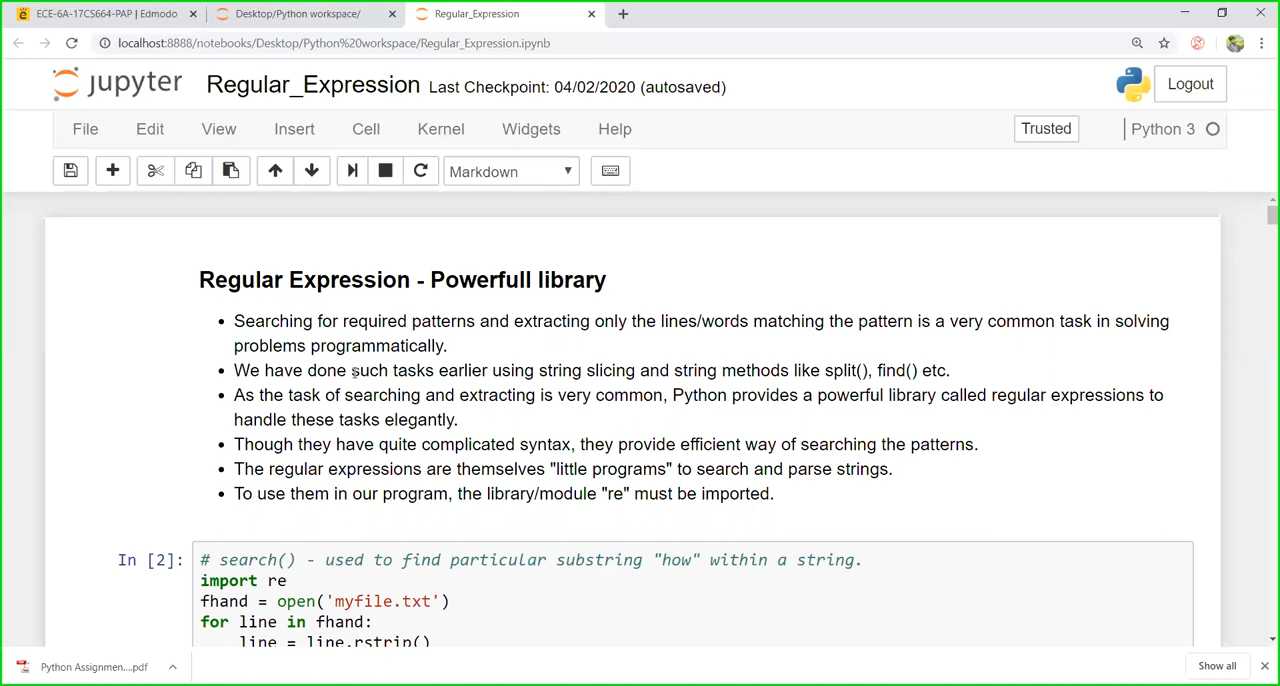 ECE-6A-17CS664-PAP | Edmodo
Desktop/Python workspace/
Regular_Expression
localhost:8888/notebooks/Desktop/Python%20workspace/Regular_Expression.ipynb
jupyter Regular_Expression Last Checkpoint: 04/02/2020 (autosaved)
Logout
File Edit View Insert Cell Kernel Widgets Help
Trusted
Python 3
Markdown
Regular Expression - Powerfull library
• Searching for required patterns and extracting only the lines/words matching the pattern is a very common task in solving
problems programmatically.
• We have done such tasks earlier using string slicing and string methods like split(), find() etc.
• As the task of searching and extracting is very common, Python provides a powerful library called regular expressions to
handle these tasks elegantly.
• Though they have quite complicated syntax, they provide efficient way of searching the patterns.
• The regular expressions are themselves "little programs" to search and parse strings.
• To use them in our program, the library/module "re" must be imported.
In [2]: # search() - used to find particular substring "how" within a string.
import re
fhand = open('myfile.txt')
for line in fhand:
line = line.rstrip()
Python Assignmen....pdf
Show all